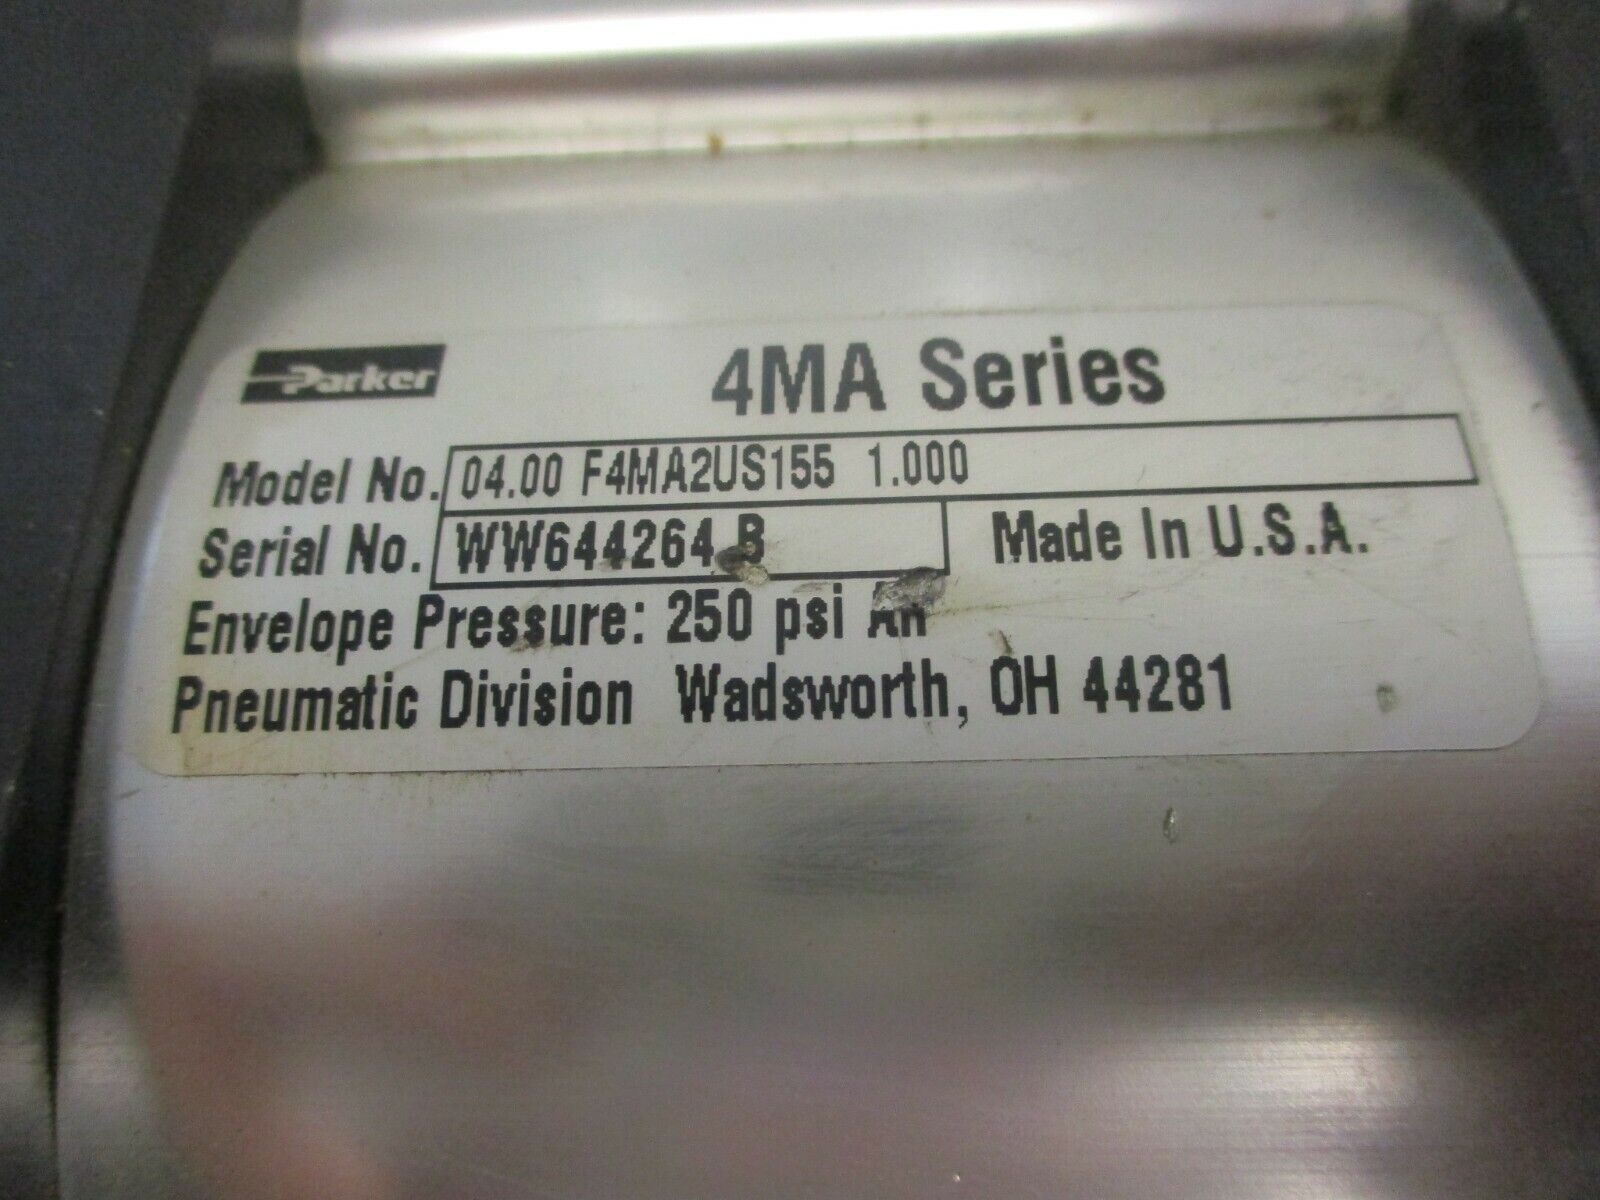 Parker
4MA Series
Model No. 04.00 F4MA2US155 1.000
Serial No. WW644264 B Made In U.S.A.
Envelope Pressure: 250 psi
Pneumatic Division Wadsworth, OH 44281